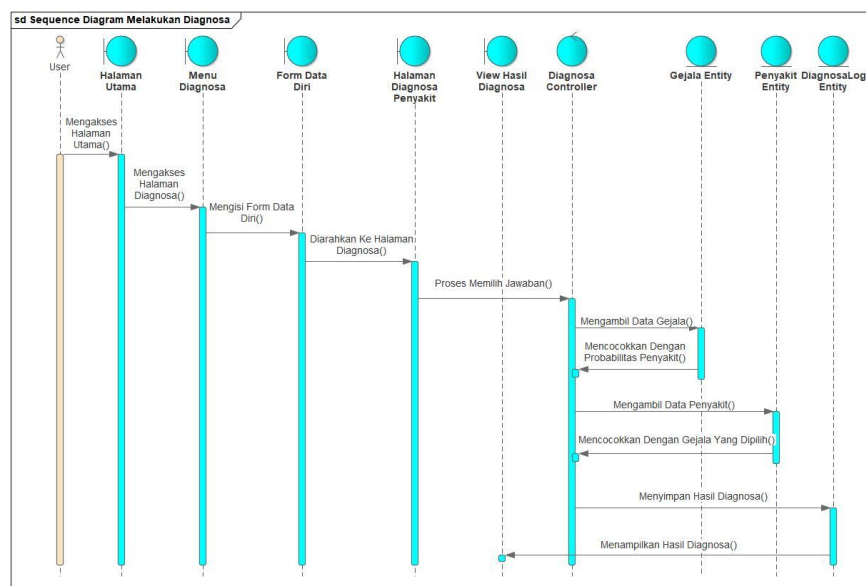 sd Sequence Diagram Melakukan Diagnosa
User
Halaman
Utama
Menu
Diagnosa
Form Data
Diri
Halaman
Diagnosa
Penyakit
View Hasil
Diagnosa
Diagnosa
Controller
Gejala Entity
Penyakit
Entity
DiagnosaLog
Entity
Mengakses
Halaman
Utama()
Mengakses
Halaman
Diagnosa()
Mengisi Form Data
Diri()
Diarahkan Ke Halaman
Diagnosa()
Proses Memilih Jawaban()
Mengambil Data Gejala()
Mencocokkan Dengan
Probabilitas Penyakit()
Mengambil Data Penyakit()
Mencocokkan Dengan Gejala Yang Dipilih()
Menyimpan Hasil Diagnosa()
Menampilkan Hasil Diagnosa()